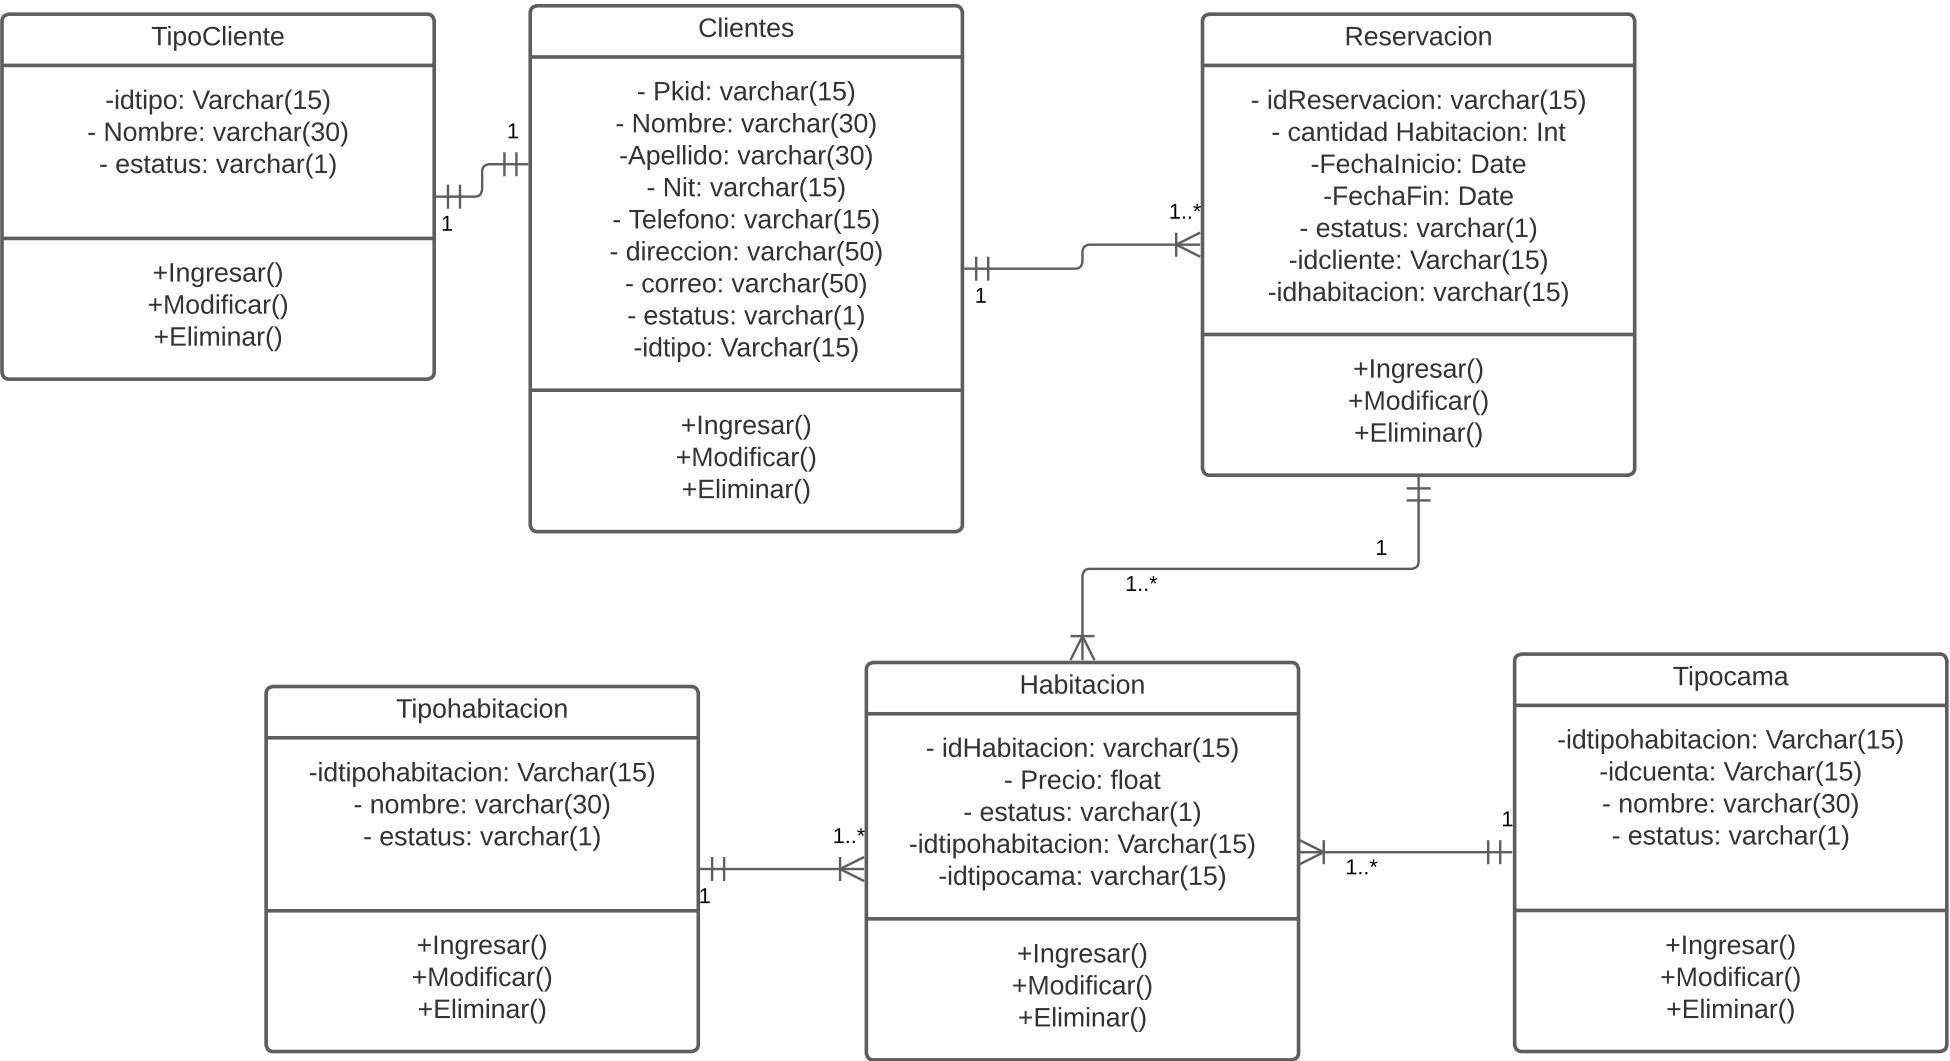 TipoCliente
-idtipo: Varchar(15)
- Nombre: varchar(30)
- estatus: varchar(1)
+Ingresar()
+Modificar()
+Eliminar()
1
1
Clientes
- Pkid: varchar(15)
- Nombre: varchar(30)
-Apellido: varchar(30)
- Nit: varchar(15)
- Telefono: varchar(15)
- direccion: varchar(50)
- correo: varchar(50)
- estatus: varchar(1)
-idtipo: Varchar(15)
+Ingresar()
+Modificar()
+Eliminar()
1
1..*
Reservacion
- idReservacion: varchar(15)
- cantidad Habitacion: Int
-FechaInicio: Date
-FechaFin: Date
- estatus: varchar(1)
-idcliente: Varchar(15)
-idhabitacion: varchar(15)
+Ingresar()
+Modificar()
+Eliminar()
1
1..*
Tipohabitacion
-idtipohabitacion: Varchar(15)
- nombre: varchar(30)
- estatus: varchar(1)
+Ingresar()
+Modificar()
+Eliminar()
1
1..*
Habitacion
- idHabitacion: varchar(15)
- Precio: float
- estatus: varchar(1)
-idtipohabitacion: Varchar(15)
-idtipocama: varchar(15)
+Ingresar()
+Modificar()
+Eliminar()
1..*
1
Tipocama
-idtipohabitacion: Varchar(15)
-idcuenta: Varchar(15)
- nombre: varchar(30)
- estatus: varchar(1)
+Ingresar()
+Modificar()
+Eliminar()